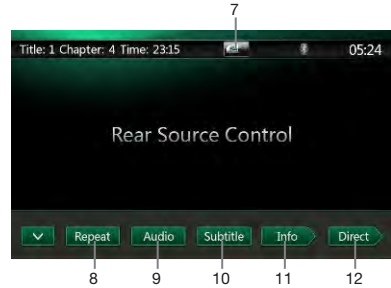 7
Title: 1 Chapter: 4 Time: 23:15 05:24
Rear Source Control
Repeat Audio Subtitle Info Direct
8 9 10 11 12